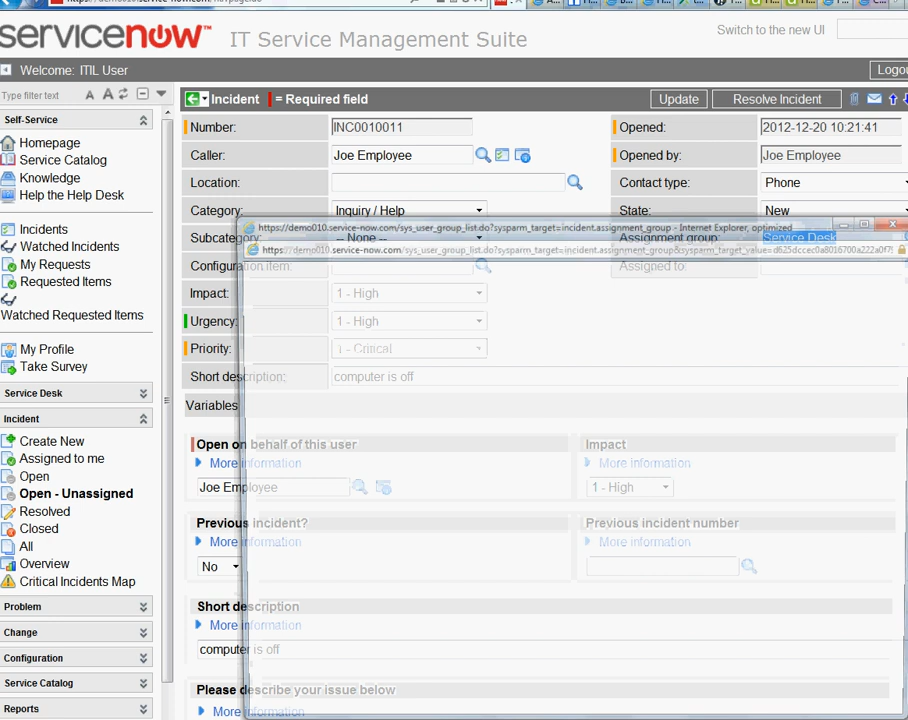 servicenow™ IT Service Management Suite
Switch to the new UI
Welcome: ITIL User
Type filter text
A A
Incident = Required field
Update
Resolve Incident
Self-Service
Homepage
Service Catalog
Knowledge
Help the Help Desk
Incidents
Watched Incidents
My Requests
Requested Items
Watched Requested Items
My Profile
Take Survey
Service Desk
Incident
Create New
Assigned to me
Open
Open - Unassigned
Resolved
Closed
All
Overview
Critical Incidents Map
Problem
Change
Configuration
Service Catalog
Reports
Number: INC0010011
Opened: 2012-12-20 10:21:41
Caller: Joe Employee
Opened by: Joe Employee
Location:
Contact type: Phone
Category: Inquiry / Help
State: New
https://demo010.service-now.com/sys_user_group_list.do?sysparm_target=incident.assignment_group - Internet Explorer, optimized
Subcategory: -- None --
Assignment group: Service Desk
https://demo010.service-now.com/sys_user_group_list.do?sysparm_target=incident.assignment_group&sysparm_target_value=d625dccec0a8016700a222a0f7
Configuration item:
Assigned to:
Impact: 1 - High
Urgency: 1 - High
Priority: 1 - Critical
Short description: computer is off
Variables
Open on behalf of this user
More information
Joe Employee
Impact
More information
1 - High
Previous incident?
More information
No
Previous incident number
More information
Short description
More information
computer is off
Please describe your issue below
More information